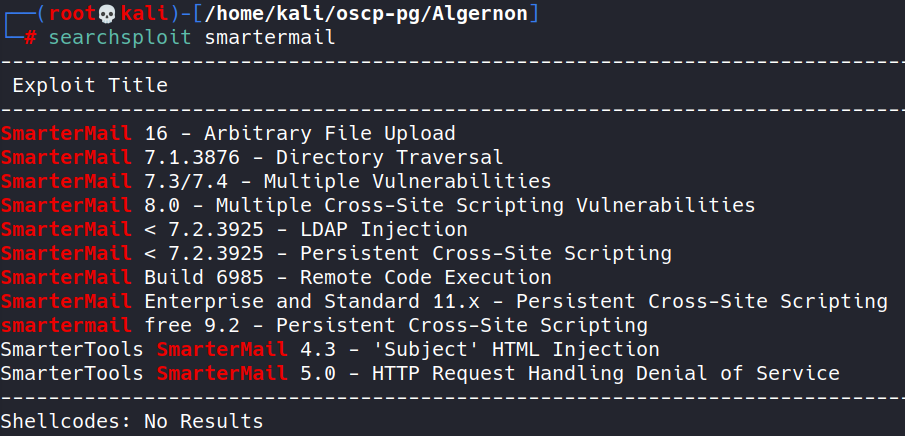 ┌──(root💀kali)-[/home/kali/oscp-pg/Algernon]
└─# searchsploit smartermail
---------------------------------------------------------------------------
 Exploit Title
---------------------------------------------------------------------------
SmarterMail 16 - Arbitrary File Upload
SmarterMail 7.1.3876 - Directory Traversal
SmarterMail 7.3/7.4 - Multiple Vulnerabilities
SmarterMail 8.0 - Multiple Cross-Site Scripting Vulnerabilities
SmarterMail < 7.2.3925 - LDAP Injection
SmarterMail < 7.2.3925 - Persistent Cross-Site Scripting
SmarterMail Build 6985 - Remote Code Execution
SmarterMail Enterprise and Standard 11.x - Persistent Cross-Site Scripting
smartermail free 9.2 - Persistent Cross-Site Scripting
SmarterTools SmarterMail 4.3 - 'Subject' HTML Injection
SmarterTools SmarterMail 5.0 - HTTP Request Handling Denial of Service
---------------------------------------------------------------------------
Shellcodes: No Results